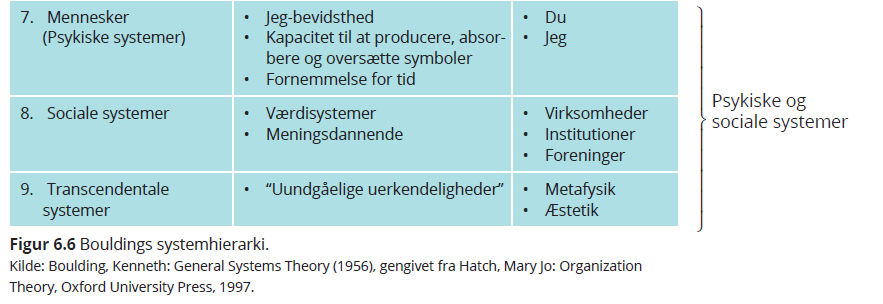 7. Mennesker
(Psykiske systemer)
• Jeg-bevidsthed
• Kapacitet til at producere, absor-
bere og oversætte symboler
• Fornemmelse for tid
• Du
• Jeg
8. Sociale systemer
• Værdisystemer
• Meningsdannende
• Virksomheder
• Institutioner
• Foreninger
9. Transcendentale
systemer
• “Uundgåelige uerkendeligheder”
• Metafysik
• Æstetik
Psykiske og
sociale systemer
Figur 6.6 Bouldings systemhierarki.
Kilde: Boulding, Kenneth: General Systems Theory (1956), gengivet fra Hatch, Mary Jo: Organization
Theory, Oxford University Press, 1997.